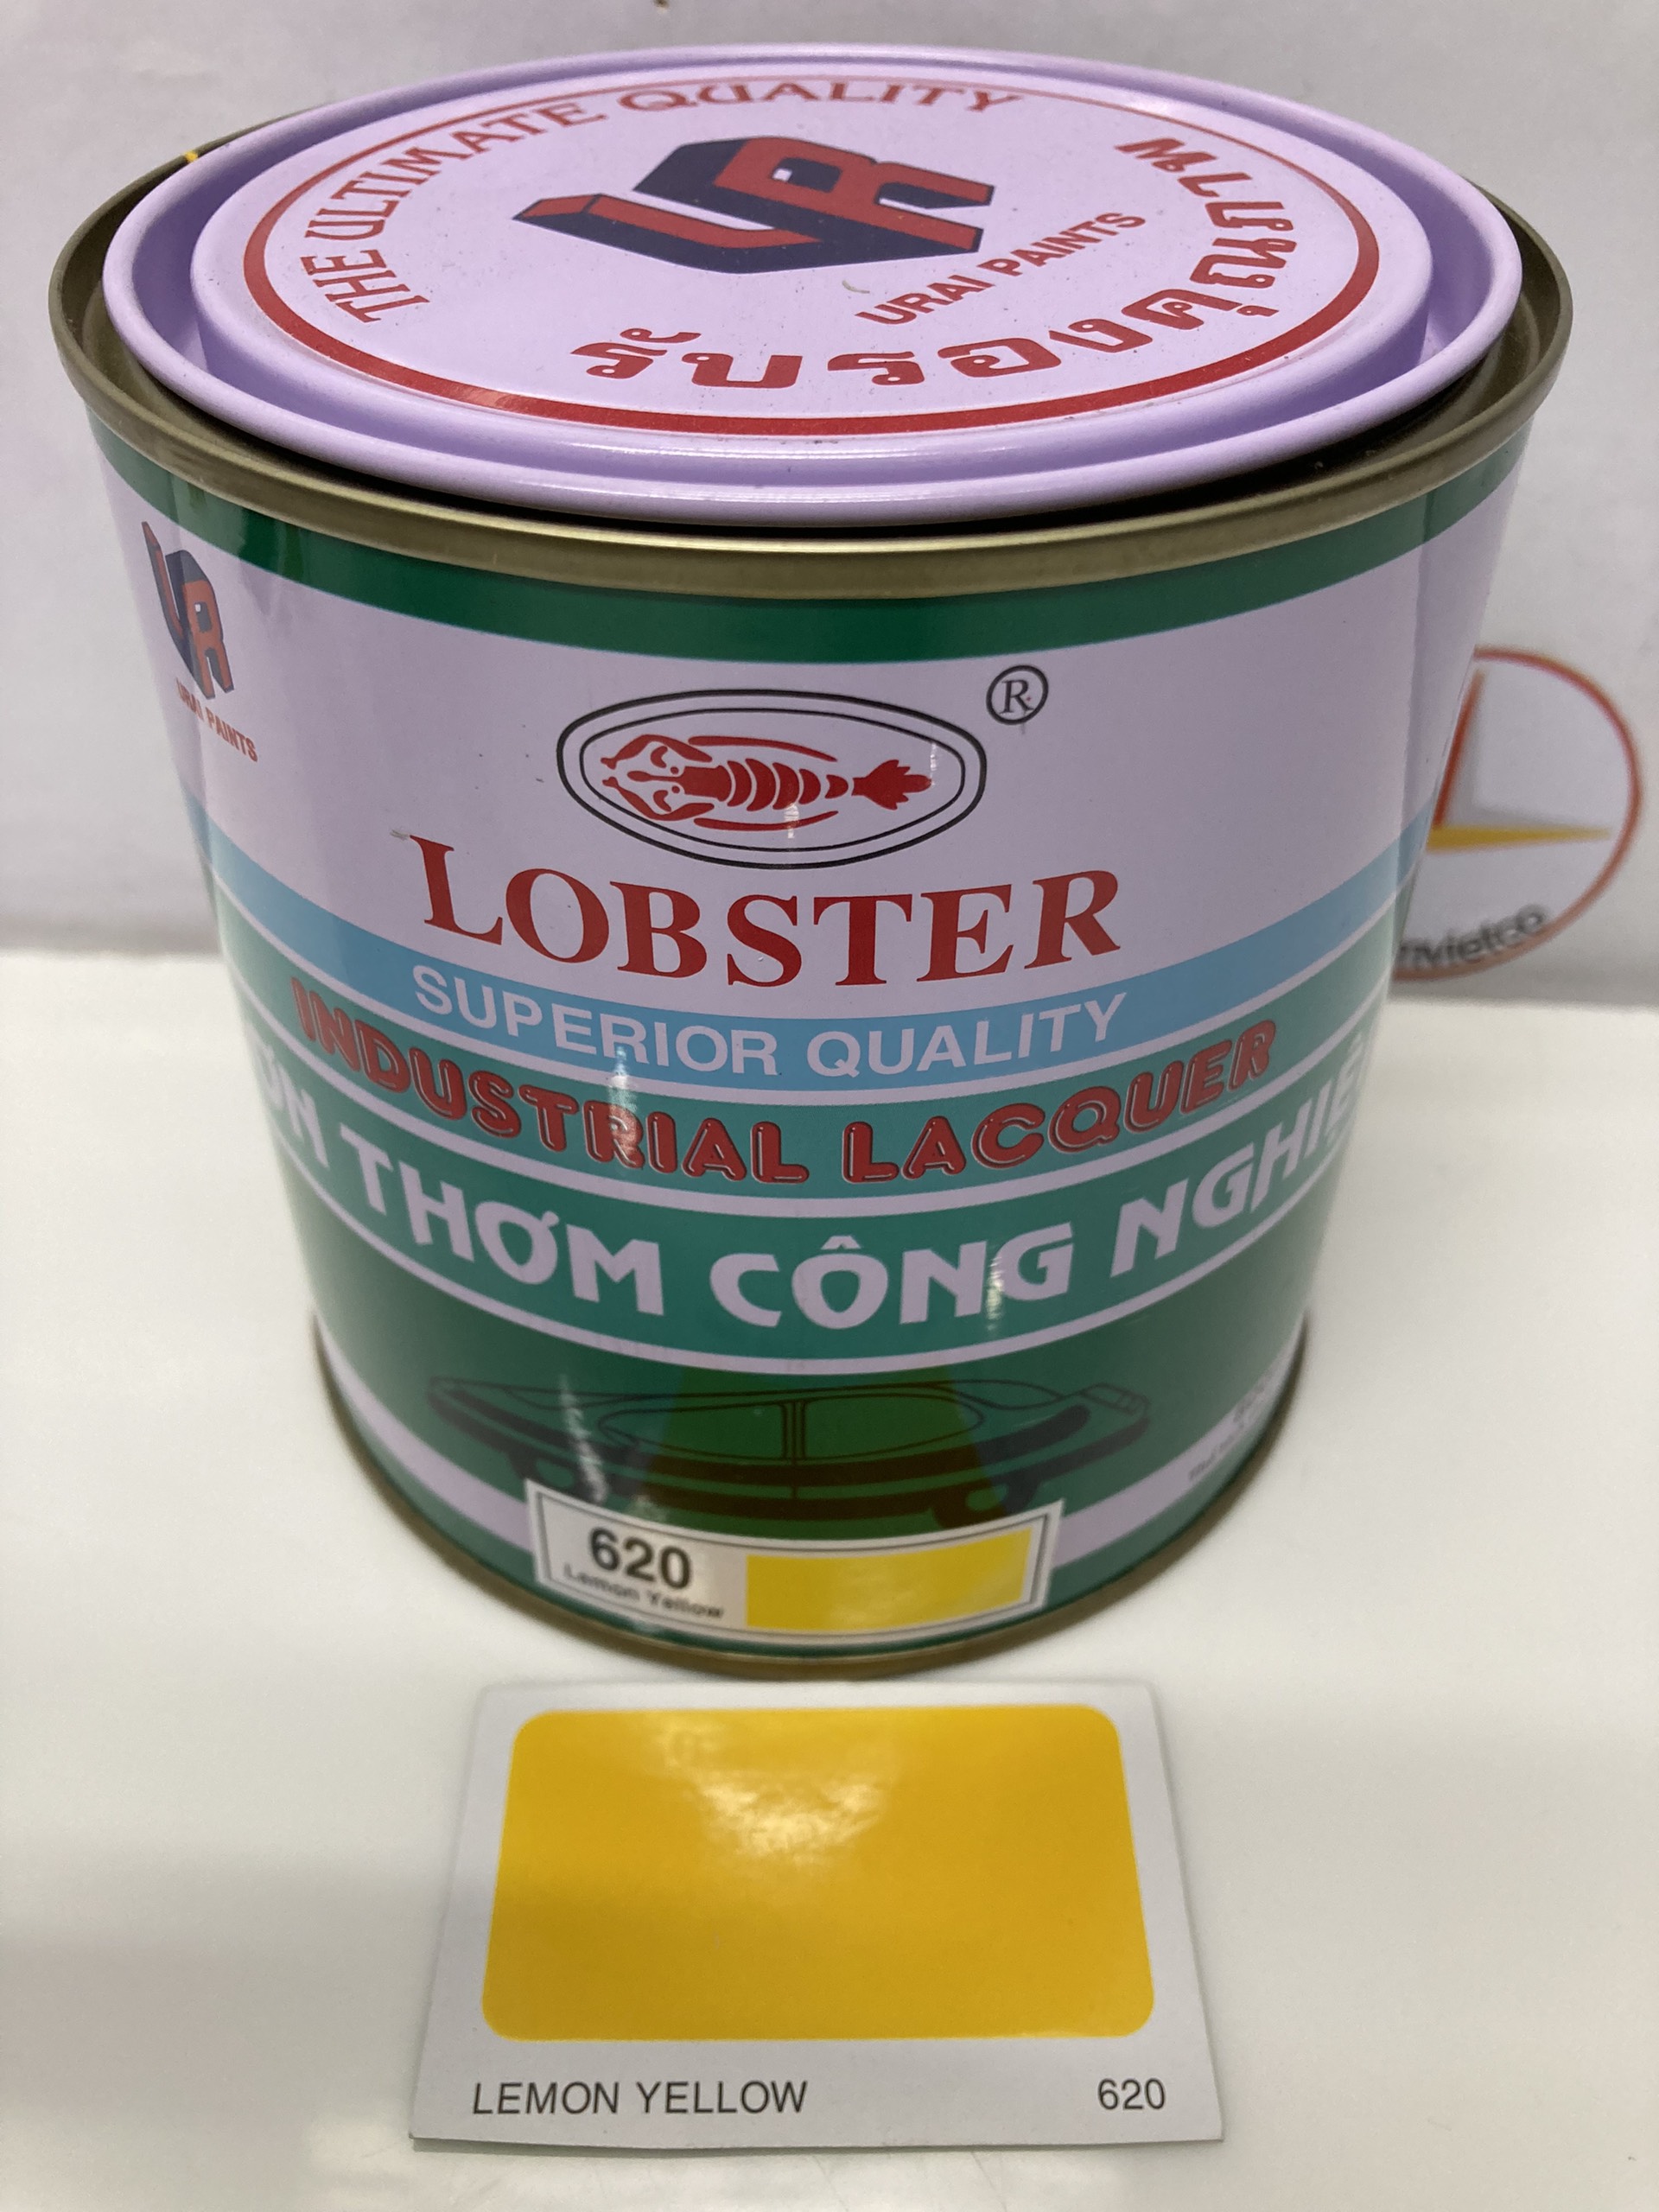 THE ULTIMATE QUALITY
UR
URAI PAINTS
รับรองคุณภาพ
UR
URAI PAINTS
®
LOBSTER
SUPERIOR QUALITY
INDUSTRIAL LACQUER
THƠM CÔNG
620
Lemon Yellow
LEMON YELLOW 620